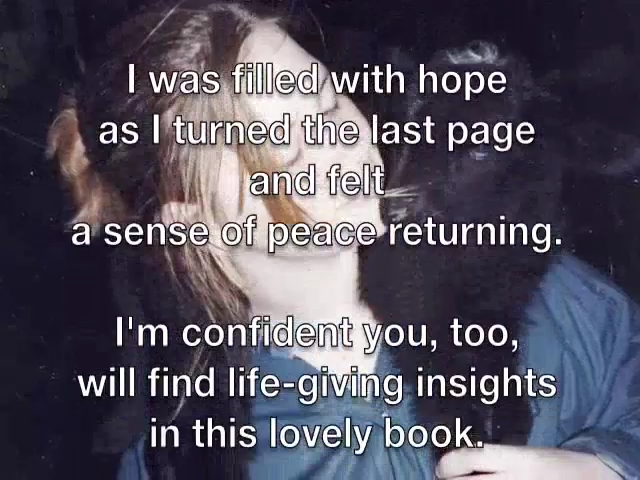 I was filled with hope
as I turned the last page
and felt
a sense of peace returning.
I'm confident you, too,
will find life-giving insights
in this lovely book.